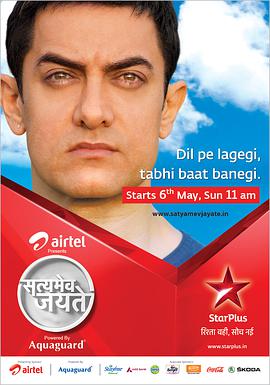 Dil pe lagegi,
tabhi baat banegi.
Starts 6th May, Sun 11 am
www.satyamevjayate.in
airtel
Presents
सत्यमेव
जयते
Powered By
Aquaguard®
StarPlus
रिश्ता वही, सोच नई
www.starplus.in
airtel
Aquaguard
Coca-Cola
ŠKODA